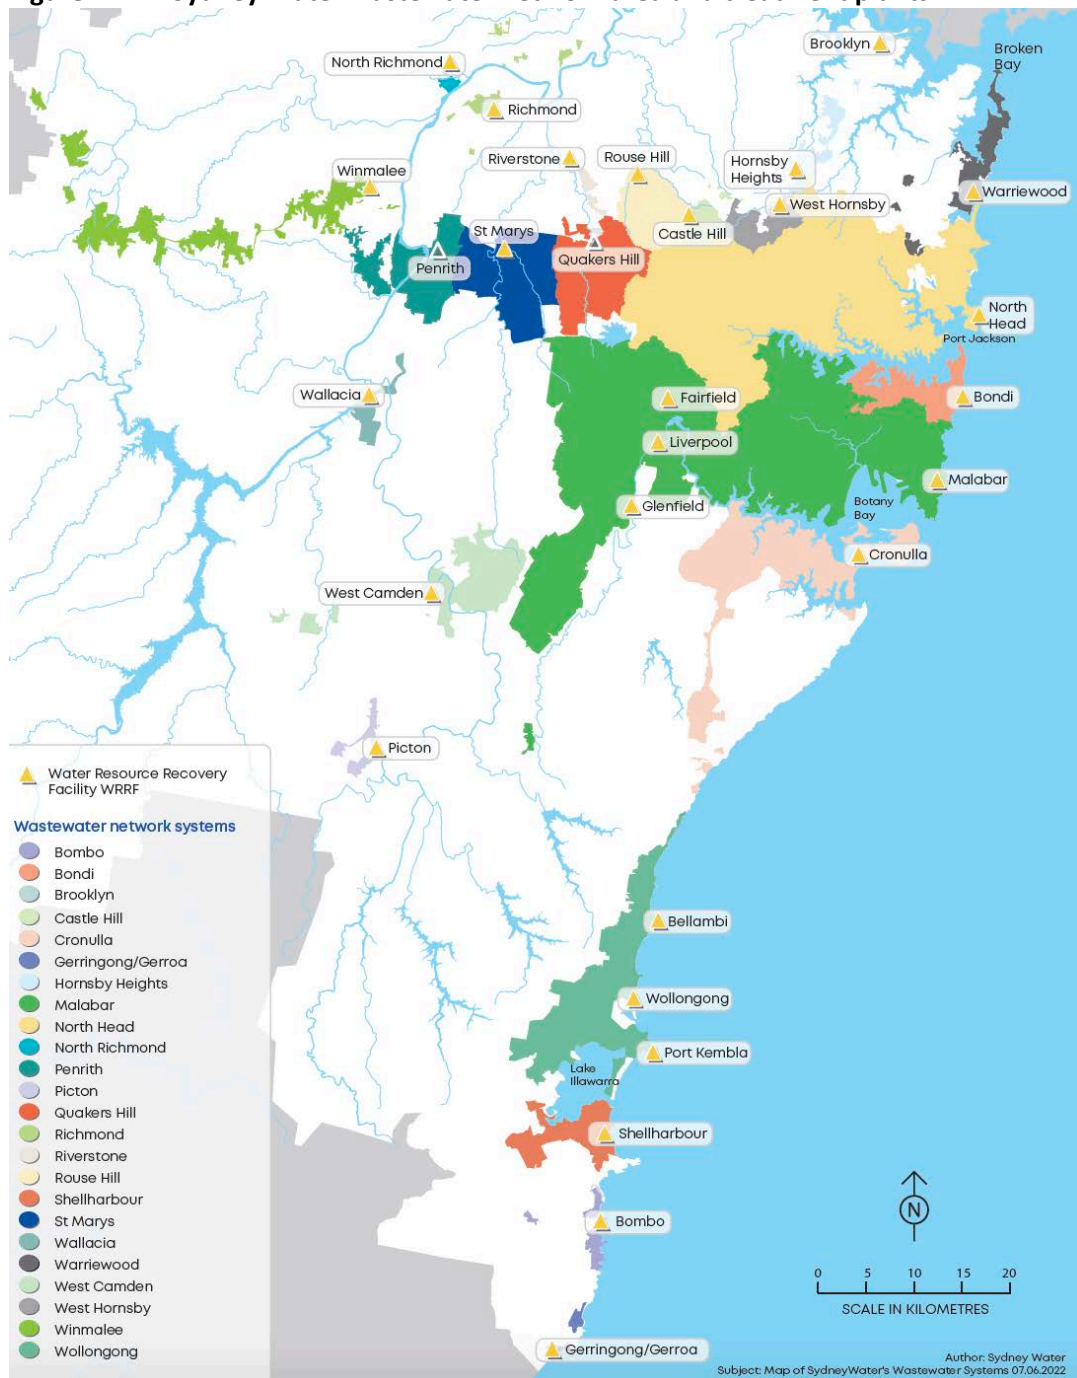 Brooklyn
Broken
Bay
North Richmond
Richmond
Riverstone
Rouse Hill
Hornsby
Heights
Winmalee
Warriewood
West Hornsby
St Marys
Castle Hill
Quakers Hill
Penrith
North
Head
Port Jackson
Wallacia
Fairfield
Bondi
Liverpool
Malabar
Glenfield
Botany
Bay
Cronulla
West Camden
Picton
Water Resource Recovery
Facility WRRF
Wastewater network systems
Bombo
Bondi
Brooklyn
Castle Hill
Cronulla
Gerringong/Gerroa
Hornsby Heights
Malabar
North Head
North Richmond
Penrith
Picton
Quakers Hill
Richmond
Riverstone
Rouse Hill
Shellharbour
St Marys
Wallacia
Warriewood
West Camden
West Hornsby
Winmalee
Wollongong
Bellambi
Wollongong
Port Kembla
Lake
Illawarra
Shellharbour
Bombo
Gerringong/Gerroa
N
0 5 10 15 20
SCALE IN KILOMETRES
Author: Sydney Water
Subject: Map of SydneyWater's Wastewater Systems 07.06.2022